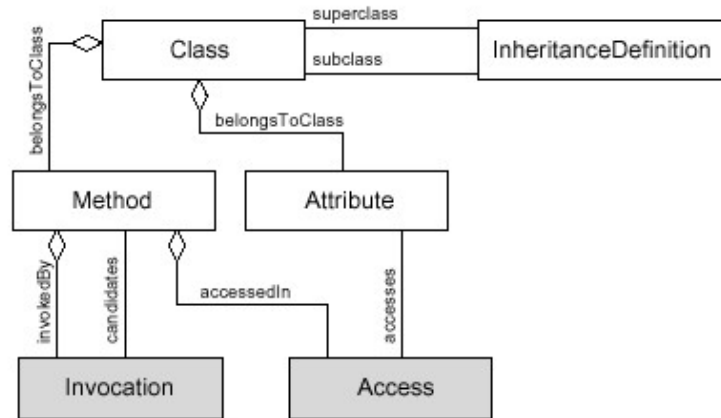 superclass
Class
InheritanceDefinition
subclass
belongsToClass
belongsToClass
Method
Attribute
invokedBy
candidates
accessedIn
accesses
Invocation
Access